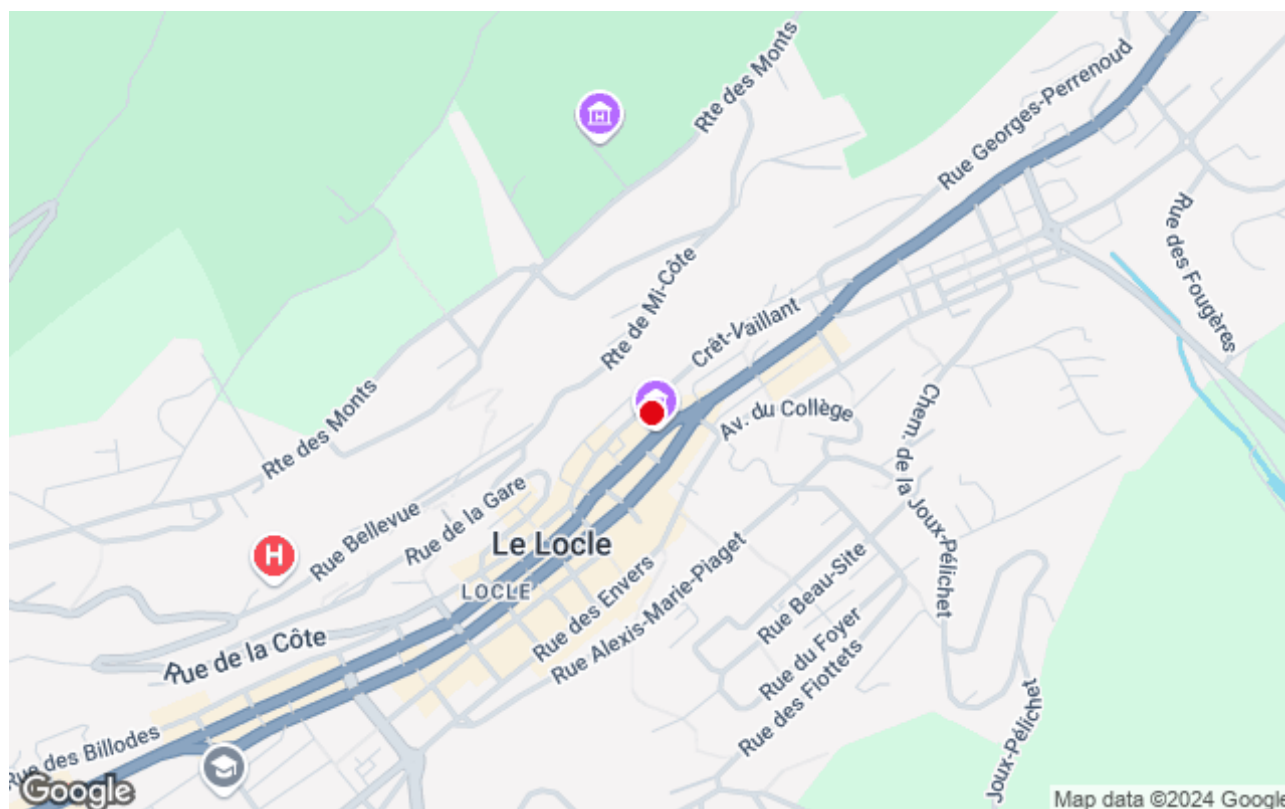 Rte des Monts
Rue Georges-Perrenoud
H
Rue des Fougères
Rte de Mi-Côte
Crêt-Vaillant
Rte des Monts
Av. du Collège
Chem. de la Joux-Pélichet
Rue de la Gare
Rue Bellevue
H
Le Locle
LOCLE
Rue des Envers
Rue Alexis-Marie-Piaget
Rue Beau-Site
Rue du Foyer
Rue des Fiottets
Rue de la Côte
Joux-Pélichet
Rue des Billodes
Google
Map data ©2024 Google